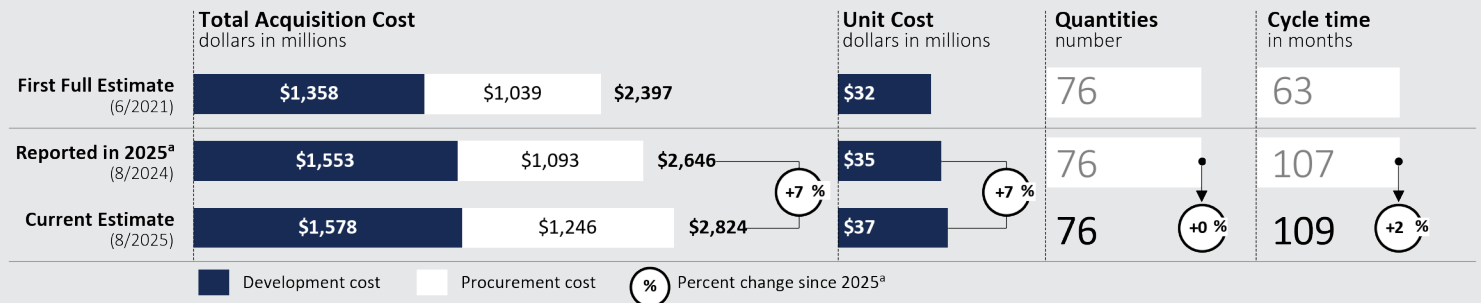 Total Acquisition Cost
dollars in millions
Unit Cost
dollars in millions
Quantities
number
Cycle time
in months
First Full Estimate
(6/2021)
$1,358
$1,039
$2,397
$32
76
63
Reported in 2025ᵃ
(8/2024)
$1,553
$1,093
$2,646
$35
76
107
+7 %
+7 %
Current Estimate
(8/2025)
$1,578
$1,246
$2,824
$37
76
+0 %
109
+2 %
Development cost
Procurement cost
% Percent change since 2025ᵃ